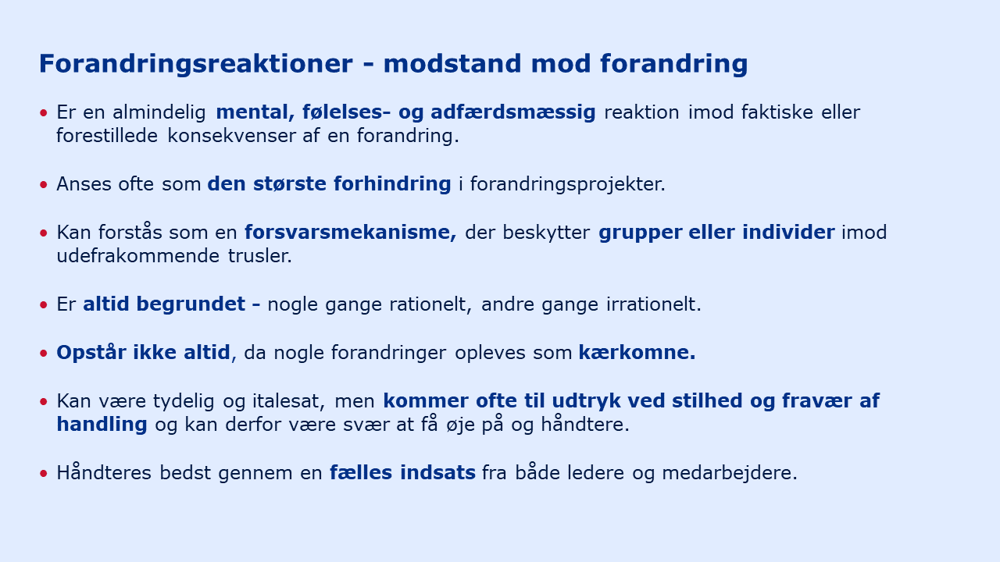 Forandringsreaktioner – modstand mod forandring
• Er en almindelig mental, følelses- og adfærdsmæssig reaktion imod faktiske eller
forestillede konsekvenser af en forandring.
• Anses ofte som den største forhindring i forandringsprojekter.
• Kan forstås som en forsvarsmekanisme, der beskytter grupper eller individer imod
udefrakommende trusler.
• Er altid begrundet – nogle gange rationelt, andre gange irrationelt.
• Opstår ikke altid, da nogle forandringer opleves som kærkomne.
• Kan være tydelig og italesat, men kommer ofte til udtryk ved stilhed og fravær af
handling og kan derfor være svær at få øje på og håndtere.
• Håndteres bedst gennem en fælles indsats fra både ledere og medarbejdere.